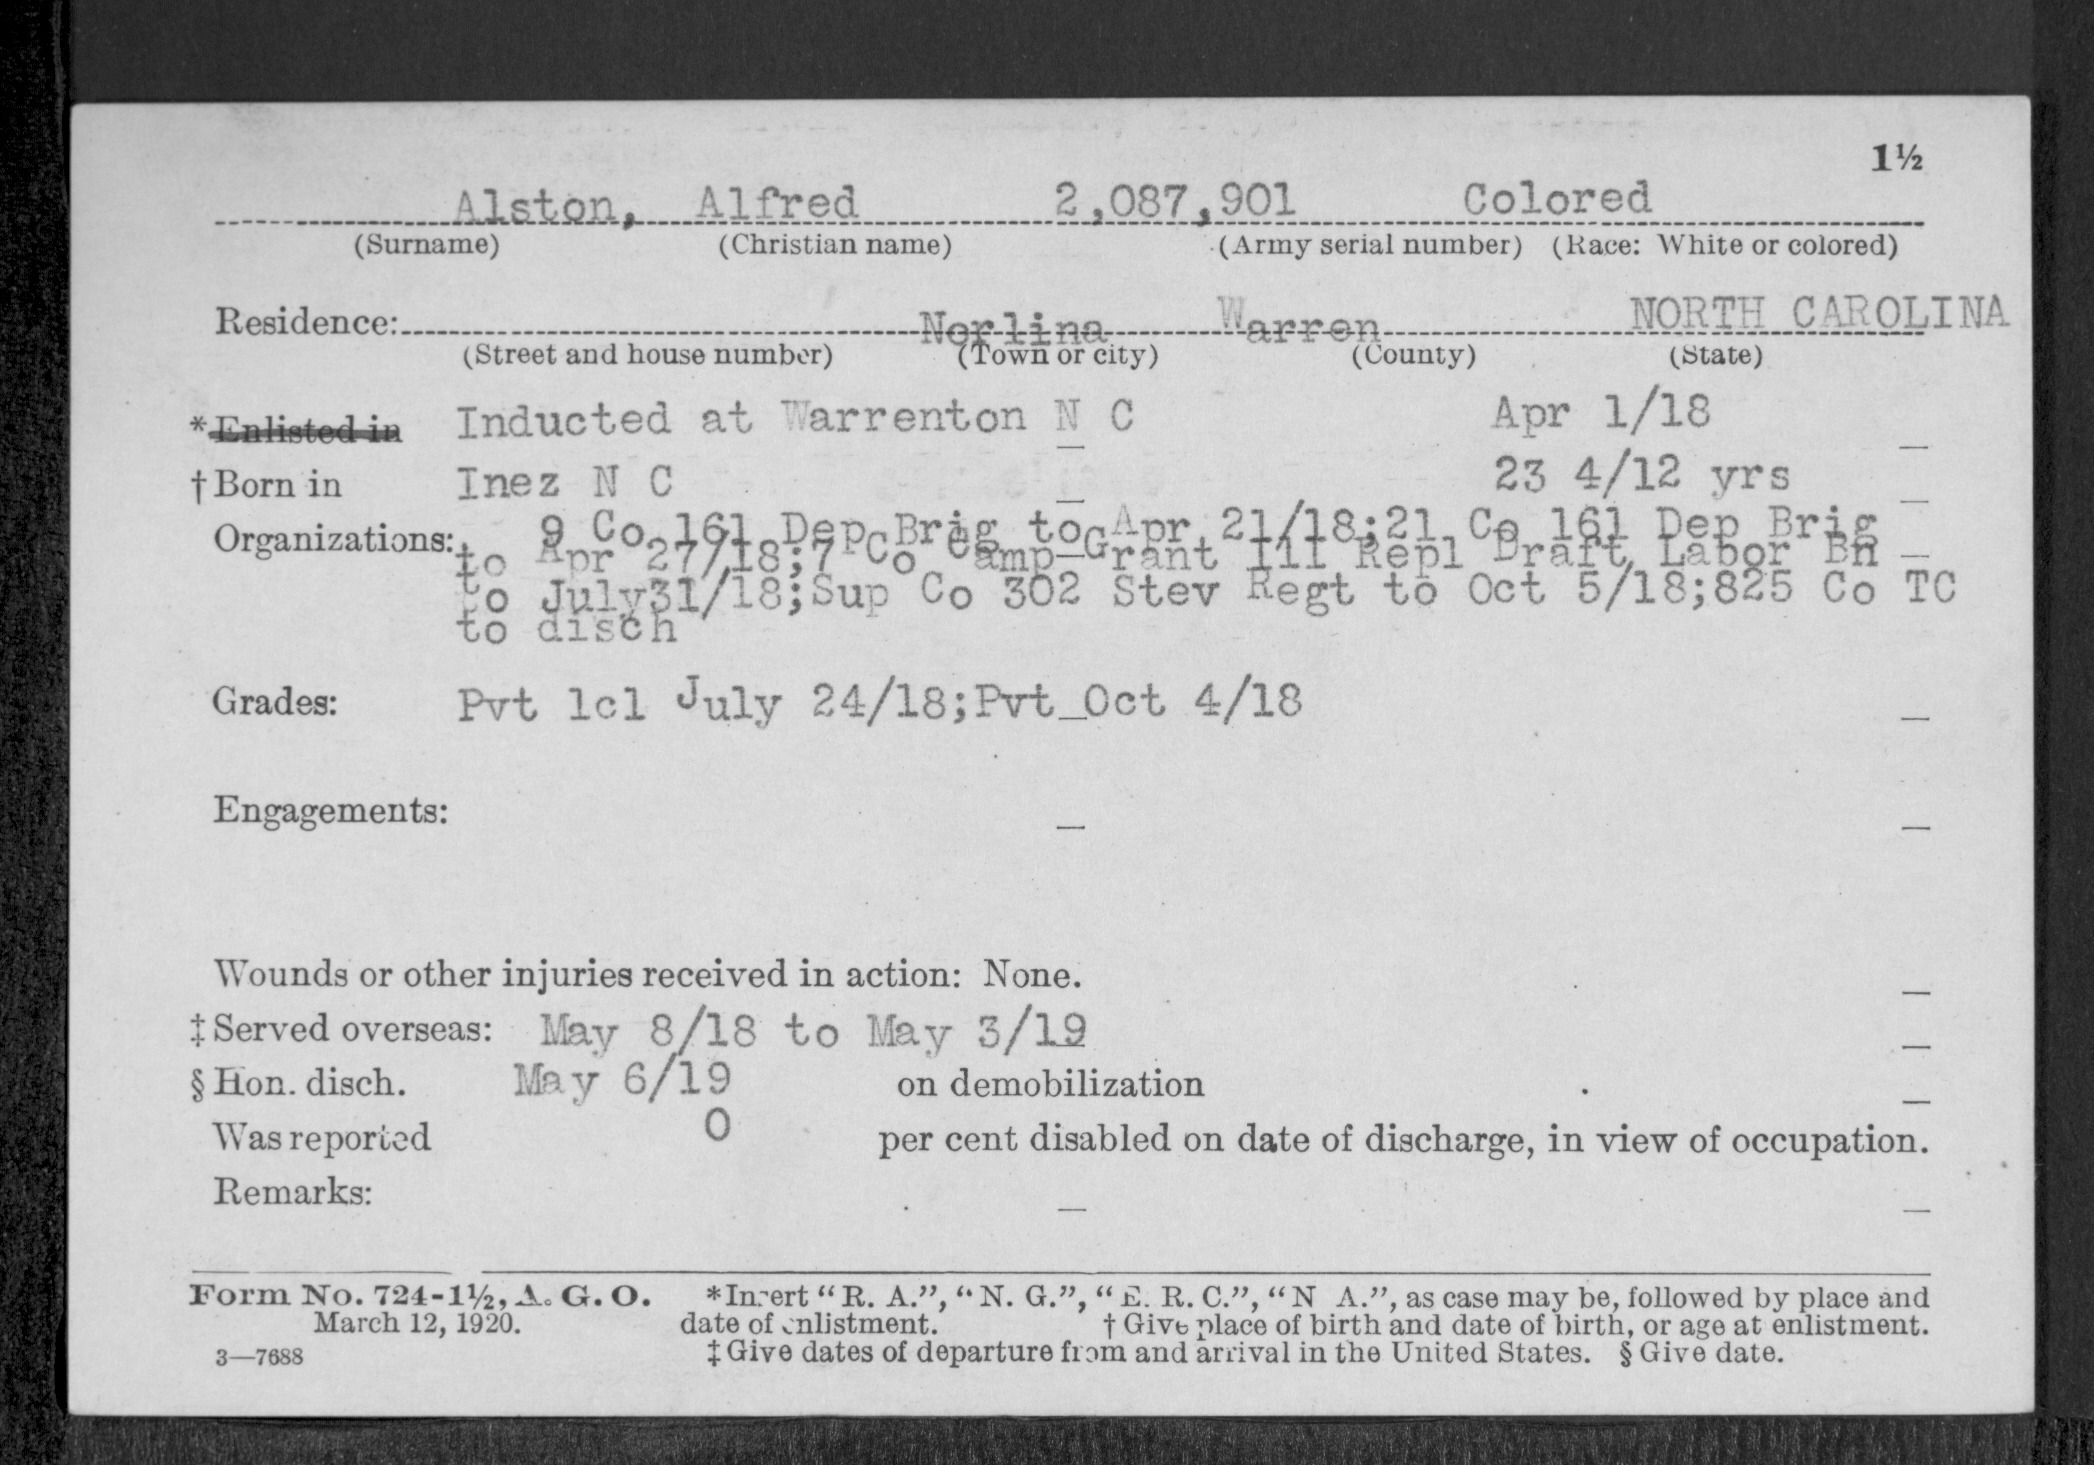 1½
Alston, Alfred 2,087,901 Colored
(Surname) (Christian name) (Army serial number) (Race: White or colored)
Residence: Norlina Warren NORTH CAROLINA
(Street and house number) (Town or city) (County) (State)
*Enlisted in Inducted at Warrenton N C Apr 1/18
†Born in Inez N C 23 4/12 yrs
Organizations: 9 Co 161 Dep Brig to Apr 21/18;21 Co 161 Dep Brig
to Apr 27/18;7 Co Camp Grant Ill Repl Draft Labor Bn
to July31/18;Sup Co 302 Stev Regt to Oct 5/18;825 Co TC
to disch
Grades: Pvt 1cl July 24/18;Pvt Oct 4/18
Engagements:
Wounds or other injuries received in action: None.
‡Served overseas: May 8/18 to May 3/19
§Hon. disch. May 6/19 on demobilization
Was reported 0 per cent disabled on date of discharge, in view of occupation.
Remarks:
Form No. 724-1½, A. G. O. *Insert "R. A.", "N. G.", "E. R. C.", "N A.", as case may be, followed by place and
March 12, 1920. date of enlistment. †Give place of birth and date of birth, or age at enlistment.
3—7688 ‡Give dates of departure from and arrival in the United States. §Give date.